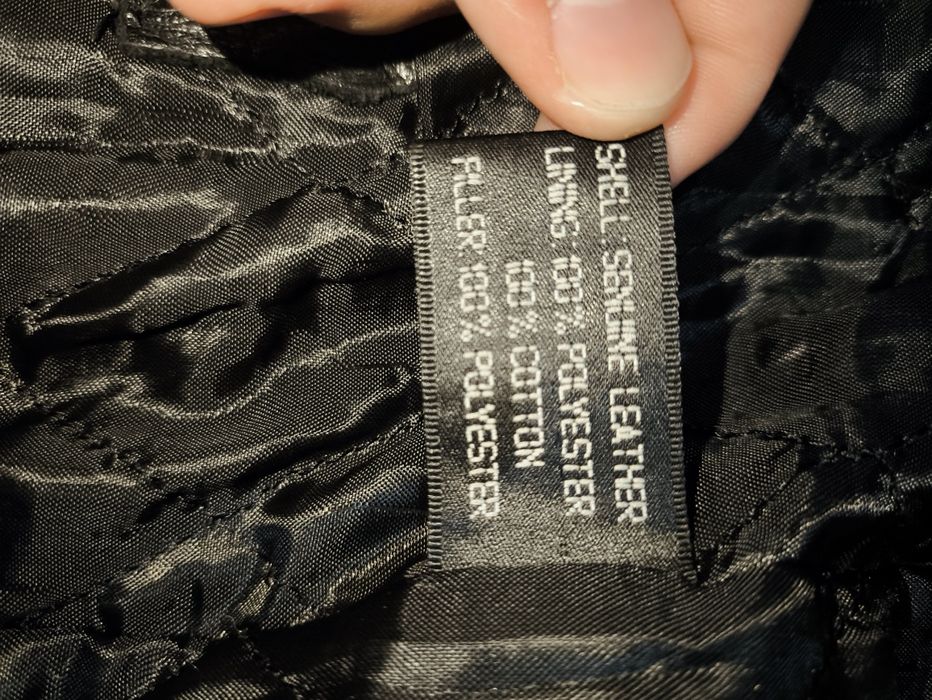 SHELL :GENUINE LEATHER
LINING:100% POLYESTER
100% COTTON
FILLER:100% POLYESTER